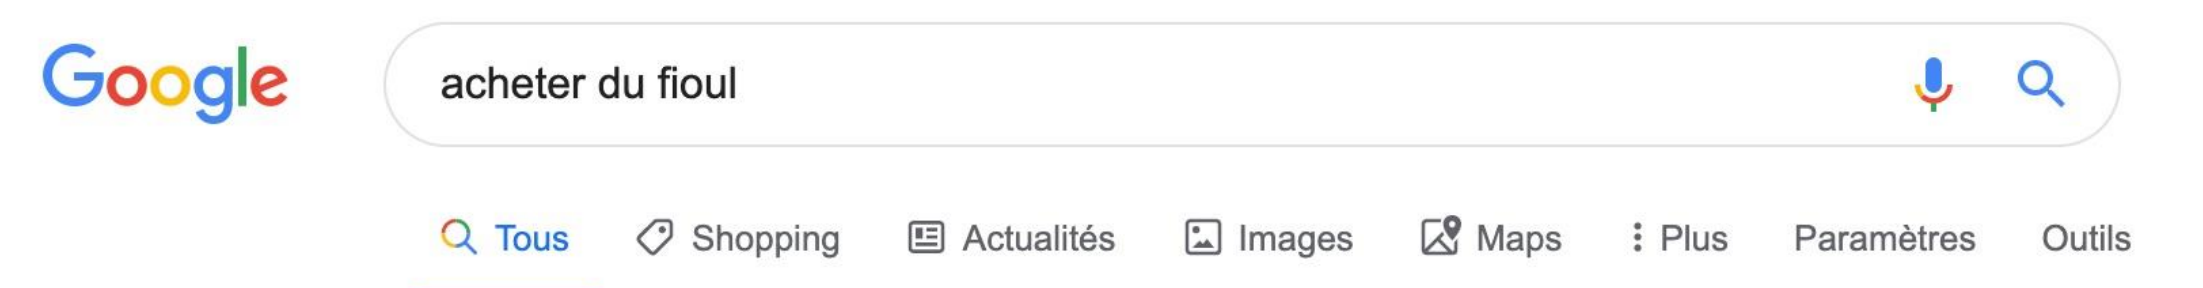 Google acheter du fioul
Tous Shopping Actualités Images Maps Plus Paramètres Outils